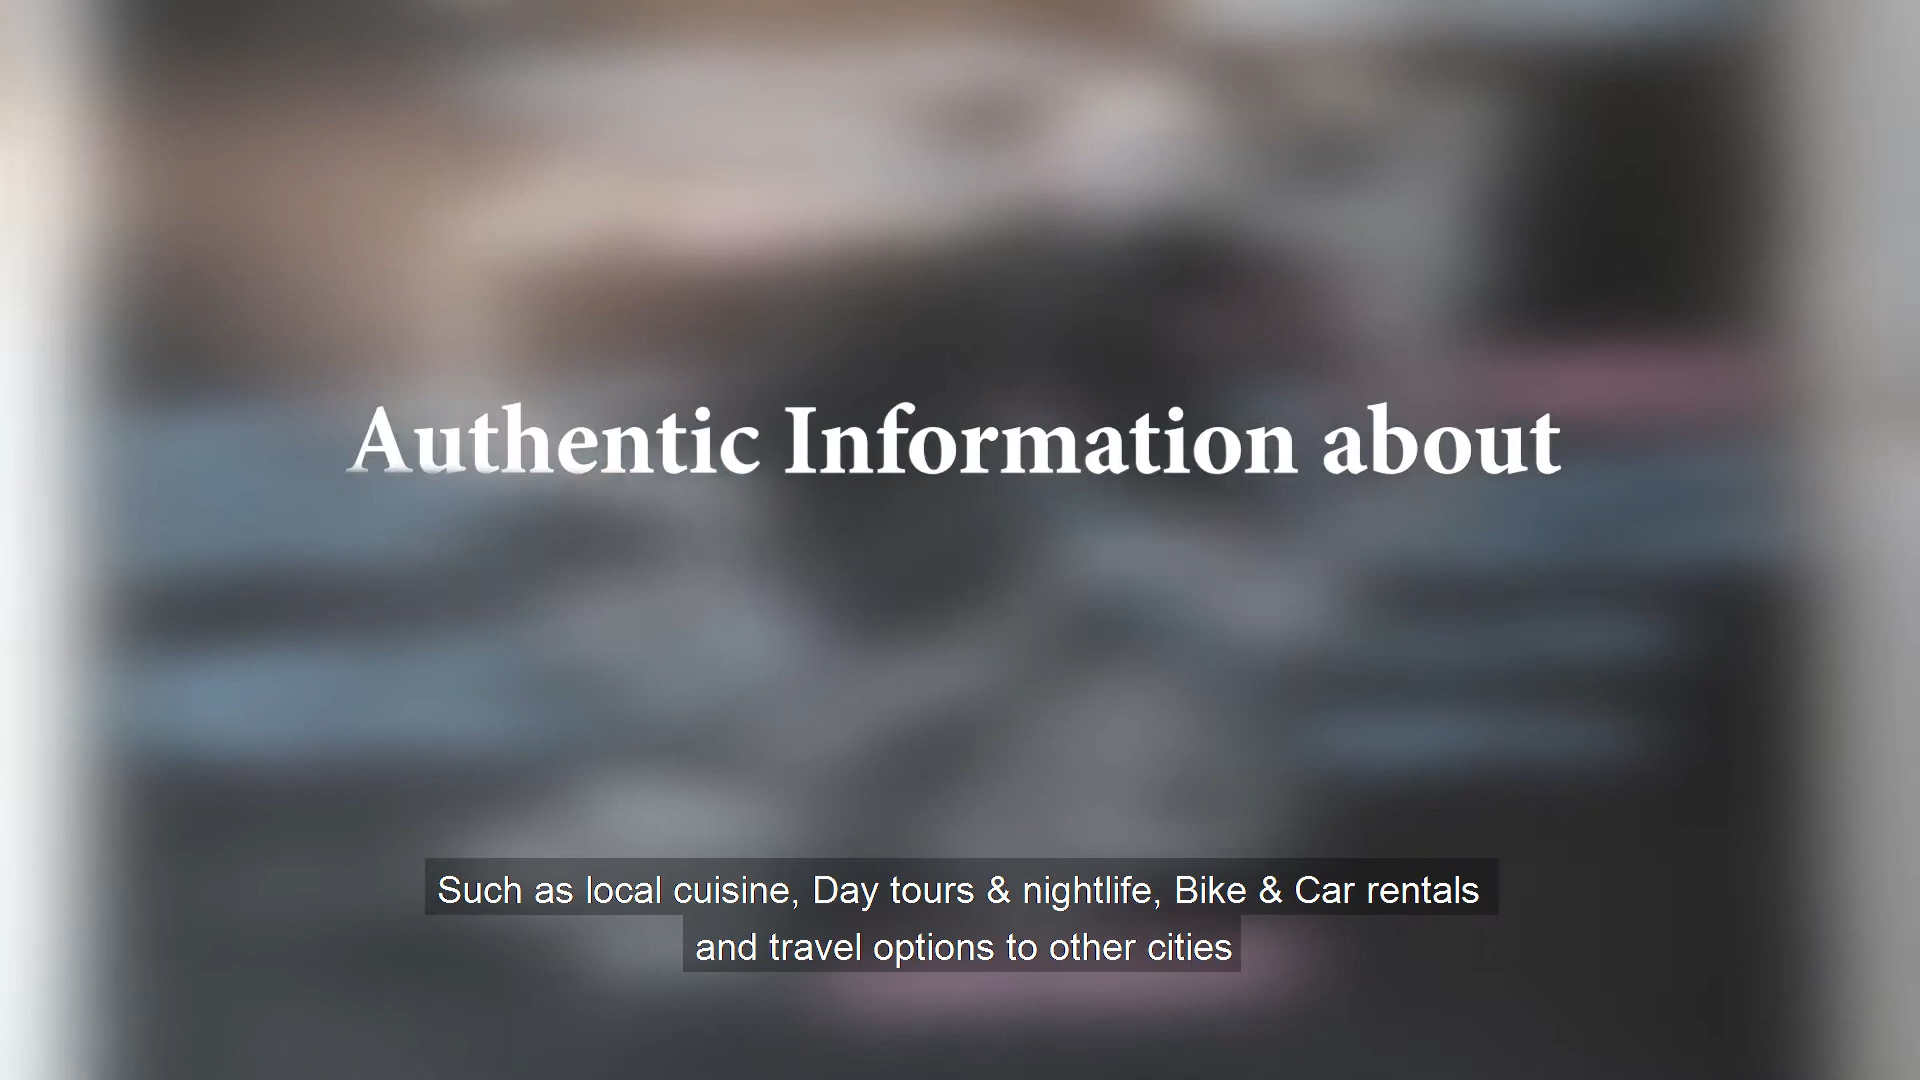 Authentic Information about
Such as local cuisine, Day tours & nightlife, Bike & Car rentals
and travel options to other cities